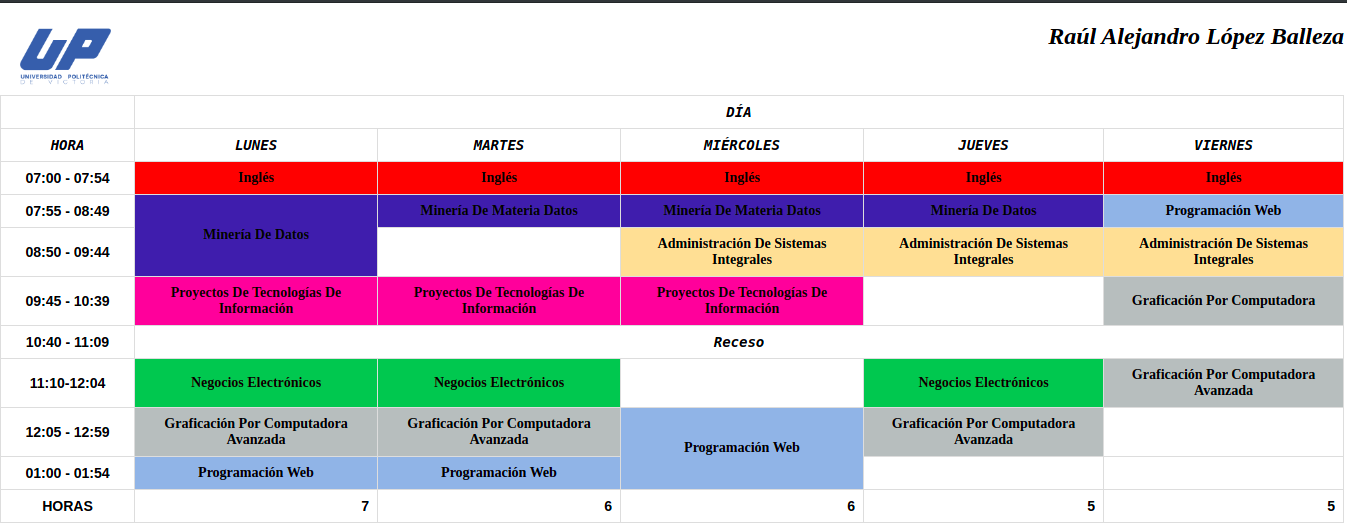 UP
UNIVERSIDAD POLITÉCNICA
DE VICTORIA
Raúl Alejandro López Balleza
DÍA
HORA LUNES MARTES MIÉRCOLES JUEVES VIERNES
07:00 - 07:54 Inglés Inglés Inglés Inglés Inglés
07:55 - 08:49 Minería De Datos Minería De Materia Datos Minería De Materia Datos Minería De Datos Programación Web
08:50 - 09:44 Administración De Sistemas Integrales Administración De Sistemas Integrales Administración De Sistemas Integrales
09:45 - 10:39 Proyectos De Tecnologías De Información Proyectos De Tecnologías De Información Proyectos De Tecnologías De Información Graficación Por Computadora
10:40 - 11:09 Receso
11:10-12:04 Negocios Electrónicos Negocios Electrónicos Negocios Electrónicos Graficación Por Computadora Avanzada
12:05 - 12:59 Graficación Por Computadora Avanzada Graficación Por Computadora Avanzada Programación Web Graficación Por Computadora Avanzada
01:00 - 01:54 Programación Web Programación Web
HORAS 7 6 6 5 5